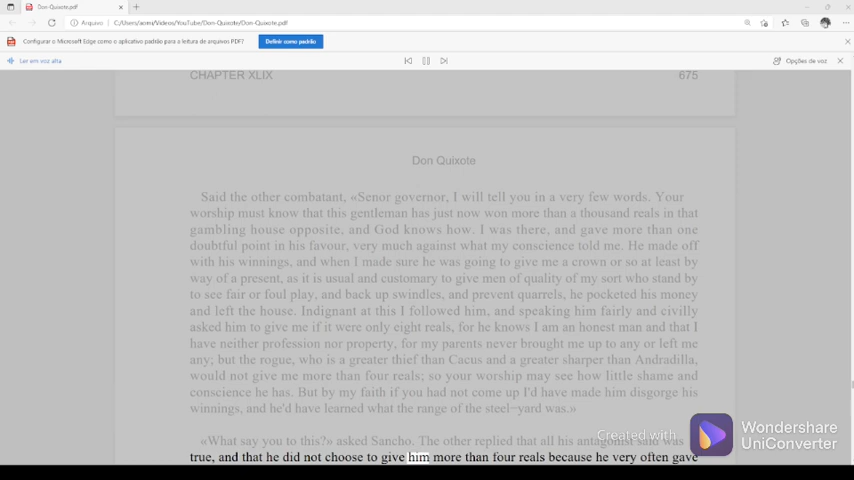 Don-Quixote.pdf
Arquivo
C:/Users/aoms/Videos/YouTube/Don-Quixote/Don-Quixote.pdf
Configurar o Microsoft Edge como o aplicativo padrão para a leitura de arquivos PDF?
Definir como padrão
Ler em voz alta
Opções de voz
CHAPTER XLIX 675
Don Quixote
Said the other combatant, «Senor governor, I will tell you in a very few words. Your
worship must know that this gentleman has just now won more than a thousand reals in that
gambling house opposite, and God knows how. I was there, and gave more than one
doubtful point in his favour, very much against what my conscience told me. He made off
with his winnings, and when I made sure he was going to give me a crown or so at least by
way of a present, as it is usual and customary to give men of quality of my sort who stand by
to see fair or foul play, and back up swindles, and prevent quarrels, he pocketed his money
and left the house. Indignant at this I followed him, and speaking him fairly and civilly
asked him to give me if it were only eight reals, for he knows I am an honest man and that I
have neither profession nor property, for my parents never brought me up to any or left me
any; but the rogue, who is a greater thief than Cacus and a greater sharper than Andradilla,
would not give me more than four reals; so your worship may see how little shame and
conscience he has. But by my faith if you had not come up I'd have made him disgorge his
winnings, and he'd have learned what the range of the steel-yard was.»
«What say you to this?» asked Sancho. The other replied that all his antagonist said was
true, and that he did not choose to give him more than four reals because he very often gave
Created with
Wondershare
UniConverter